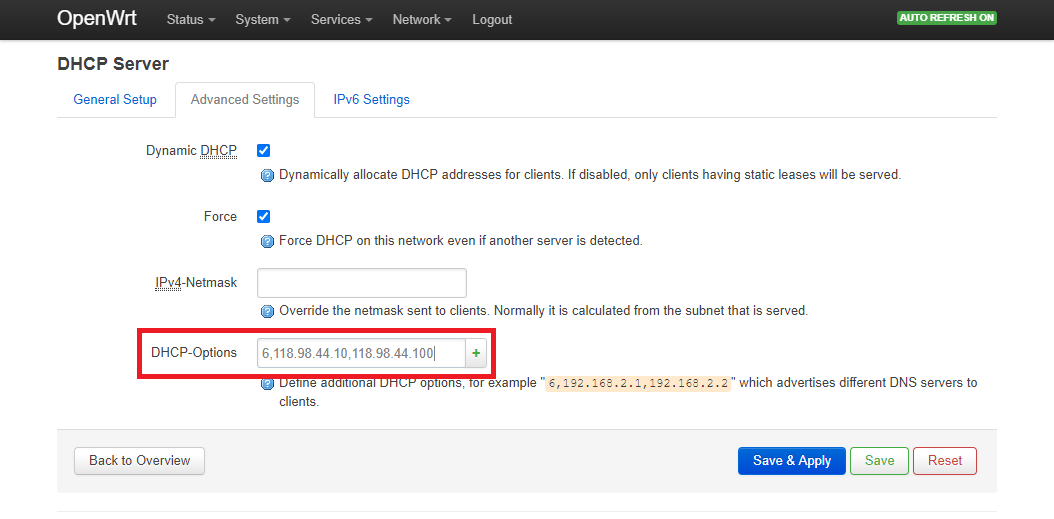 OpenWrt Status System Services Network Logout AUTO REFRESH ON
DHCP Server
General Setup Advanced Settings IPv6 Settings
Dynamic DHCP
Dynamically allocate DHCP addresses for clients. If disabled, only clients having static leases will be served.
Force
Force DHCP on this network even if another server is detected.
IPv4-Netmask
Override the netmask sent to clients. Normally it is calculated from the subnet that is served.
DHCP-Options 6,118.98.44.10,118.98.44.100 +
Define additional DHCP options, for example "6,192.168.2.1,192.168.2.2" which advertises different DNS servers to
clients.
Back to Overview Save & Apply Save Reset